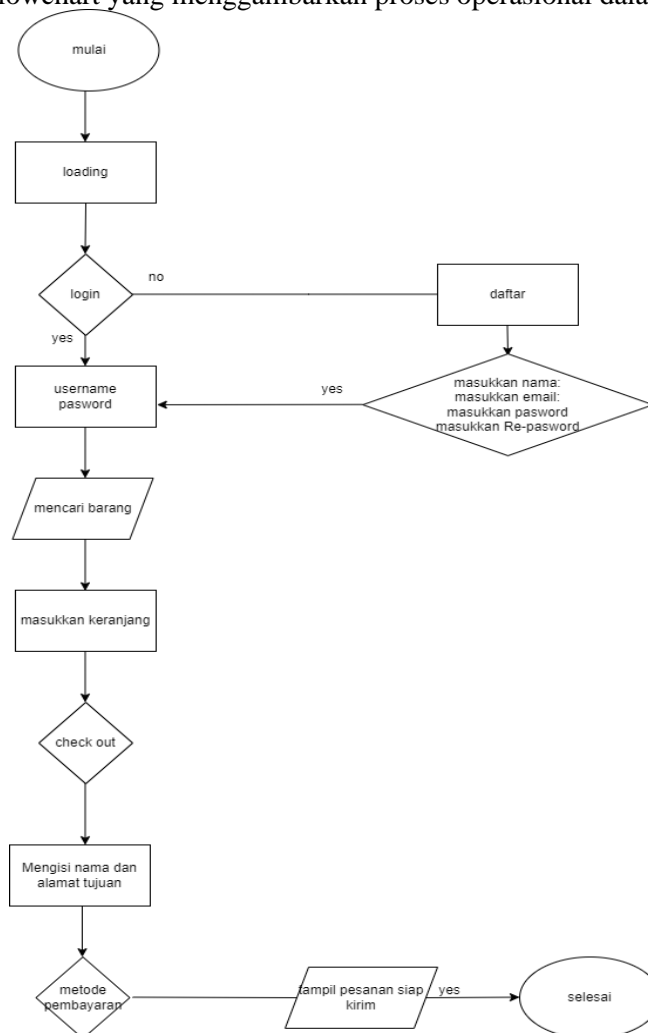 flowchart yang menggambarkan proses operasional dala
mulai
loading
login
no
daftar
yes
username
pasword
yes
masukkan nama:
masukkan email:
masukkan pasword
masukkan Re-pasword
mencari barang
masukkan keranjang
check out
Mengisi nama dan
alamat tujuan
metode
pembayaran
tampil pesanan siap
kirim
yes
selesai